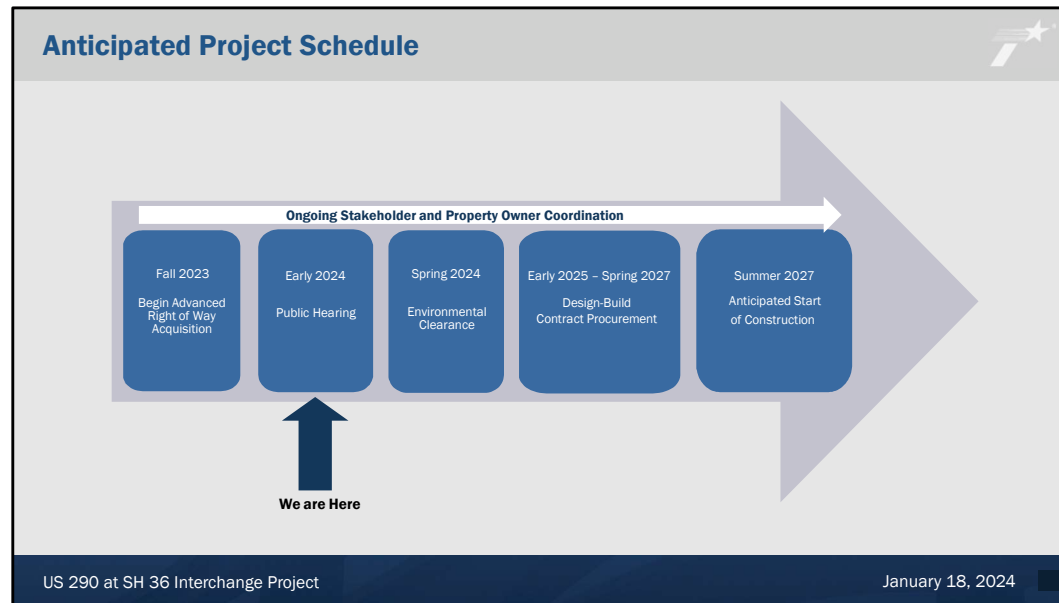 Anticipated Project Schedule
Ongoing Stakeholder and Property Owner Coordination
Fall 2023
Begin Advanced
Right of Way
Acquisition
Early 2024
Public Hearing
Spring 2024
Environmental
Clearance
Early 2025 – Spring 2027
Design-Build
Contract Procurement
Summer 2027
Anticipated Start
of Construction
We are Here
US 290 at SH 36 Interchange Project
January 18, 2024